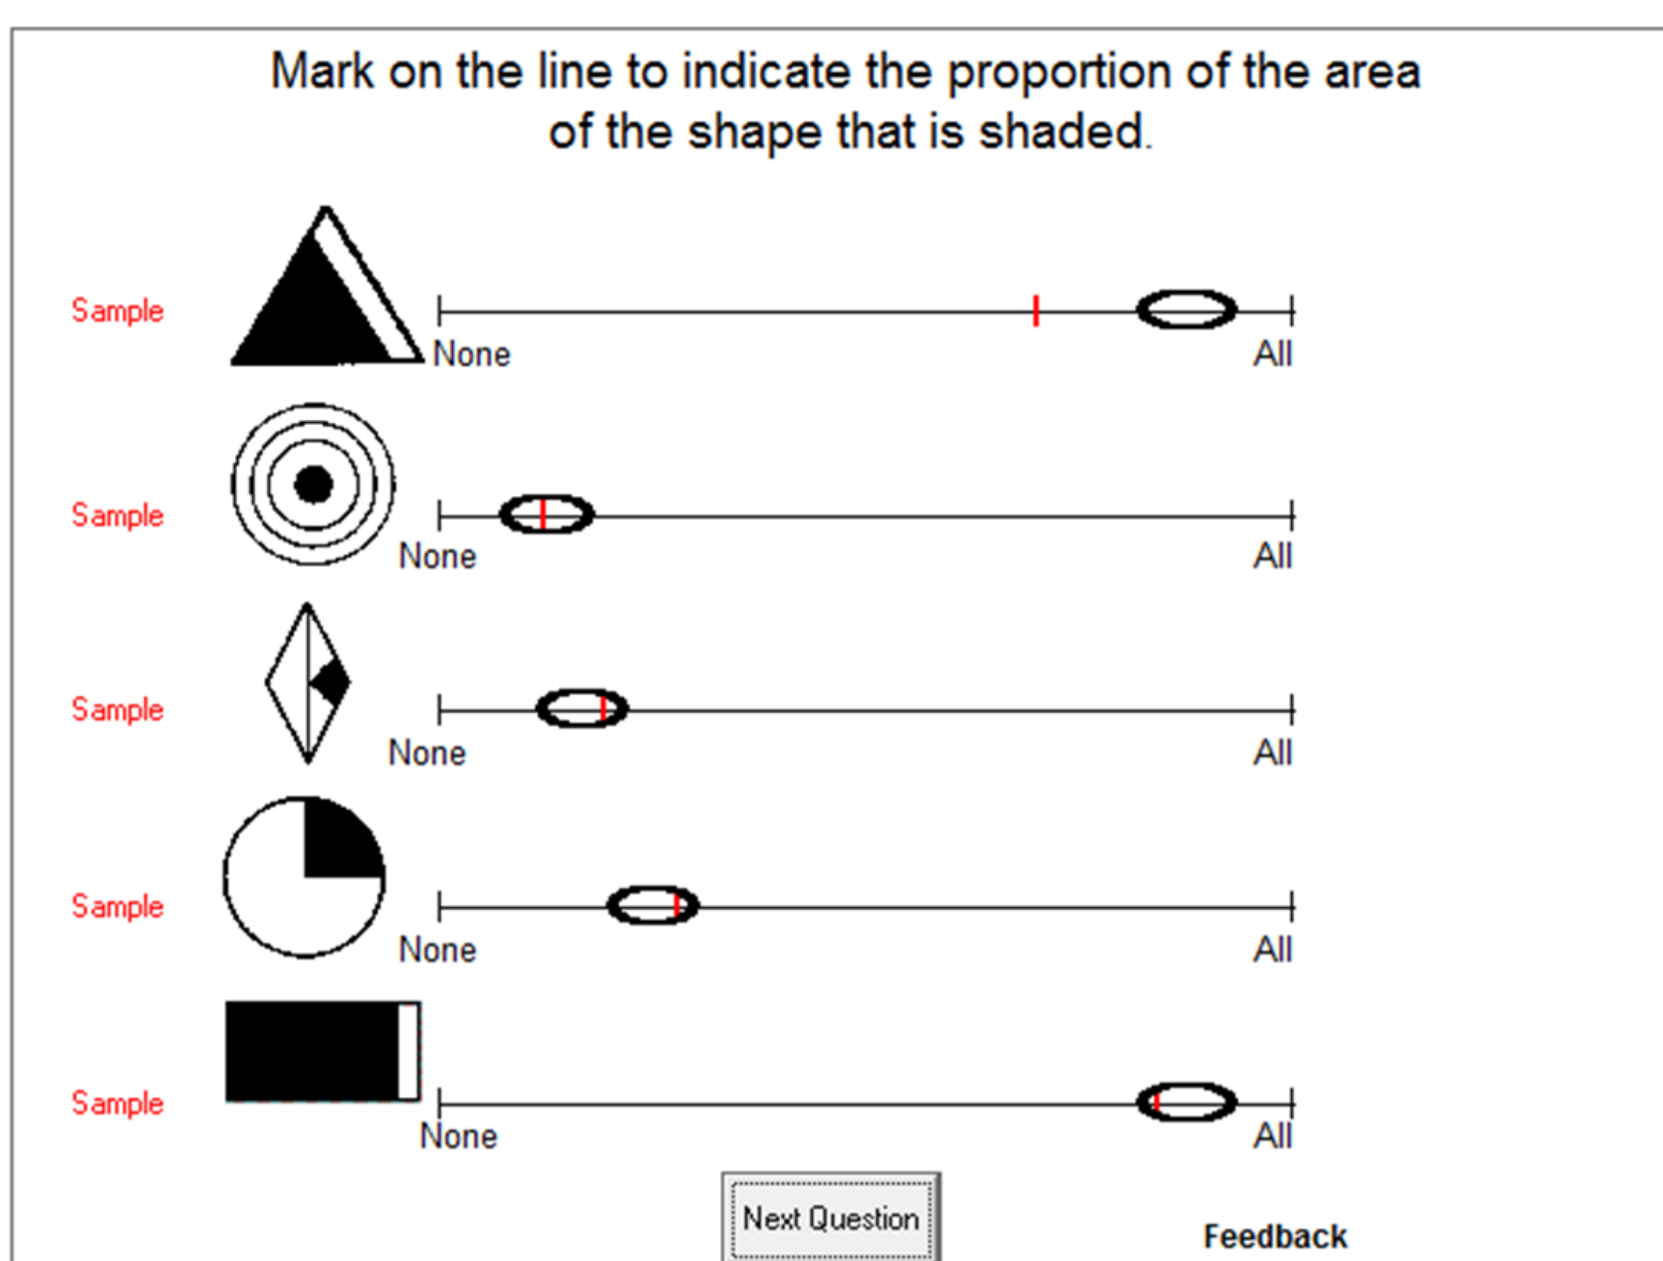 Mark on the line to indicate the proportion of the area
of the shape that is shaded.
Sample
None All
Sample
None All
Sample
None All
Sample
None All
Sample
None All
Next Question
Feedback